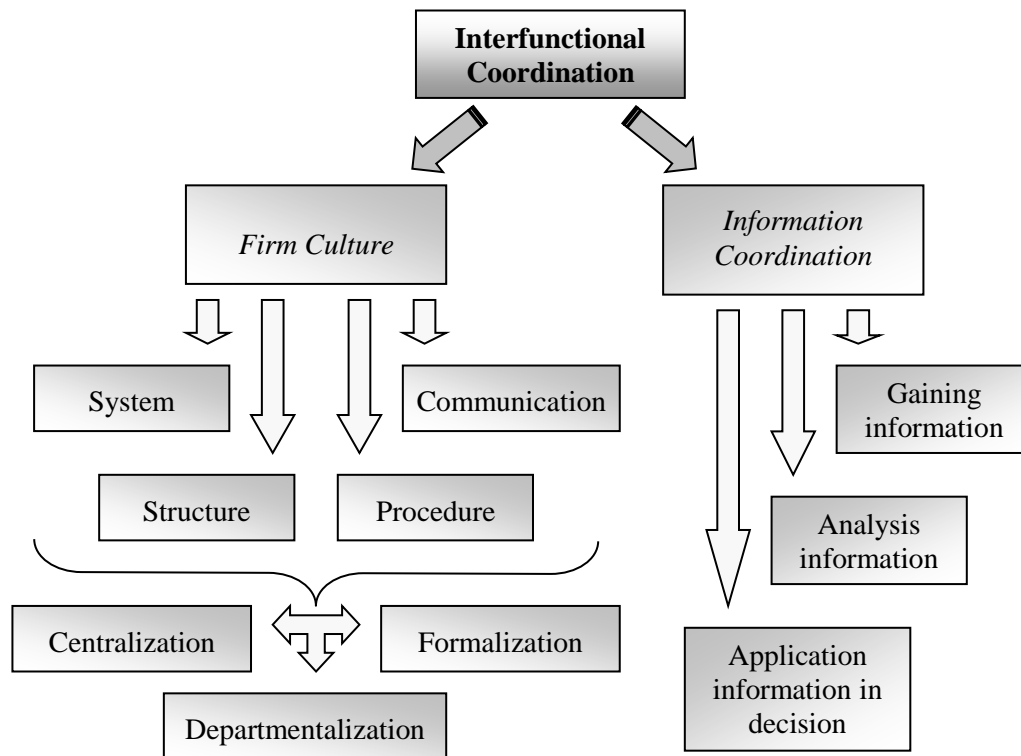 Interfunctional
Coordination
Firm Culture
Information
Coordination
System
Communication
Gaining
information
Structure
Procedure
Analysis
information
Centralization
Formalization
Application
information in
decision
Departmentalization